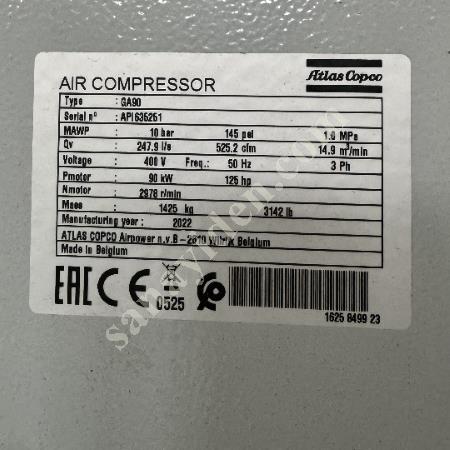 AIR COMPRESSOR
Atlas Copco
Type : GA90
Serial nº : API635251
MAWP 10 bar 145 psi 1.0 MPa
Qv 247.9 l/s 525.2 cfm 14.9 m³/min
Voltage 400 V Freq.: 50 Hz 3 Ph
Pmotor 90 kW 125 hp
Nmotor 2978 r/min
Mass 1425 kg 3142 lb
Manufacturing year : 2022
ATLAS COPCO Airpower n.v.B - 2610 Wilrijk Belgium
Made in Belgium
EAC CE 0525
1625 8499 23
sanayiden.com